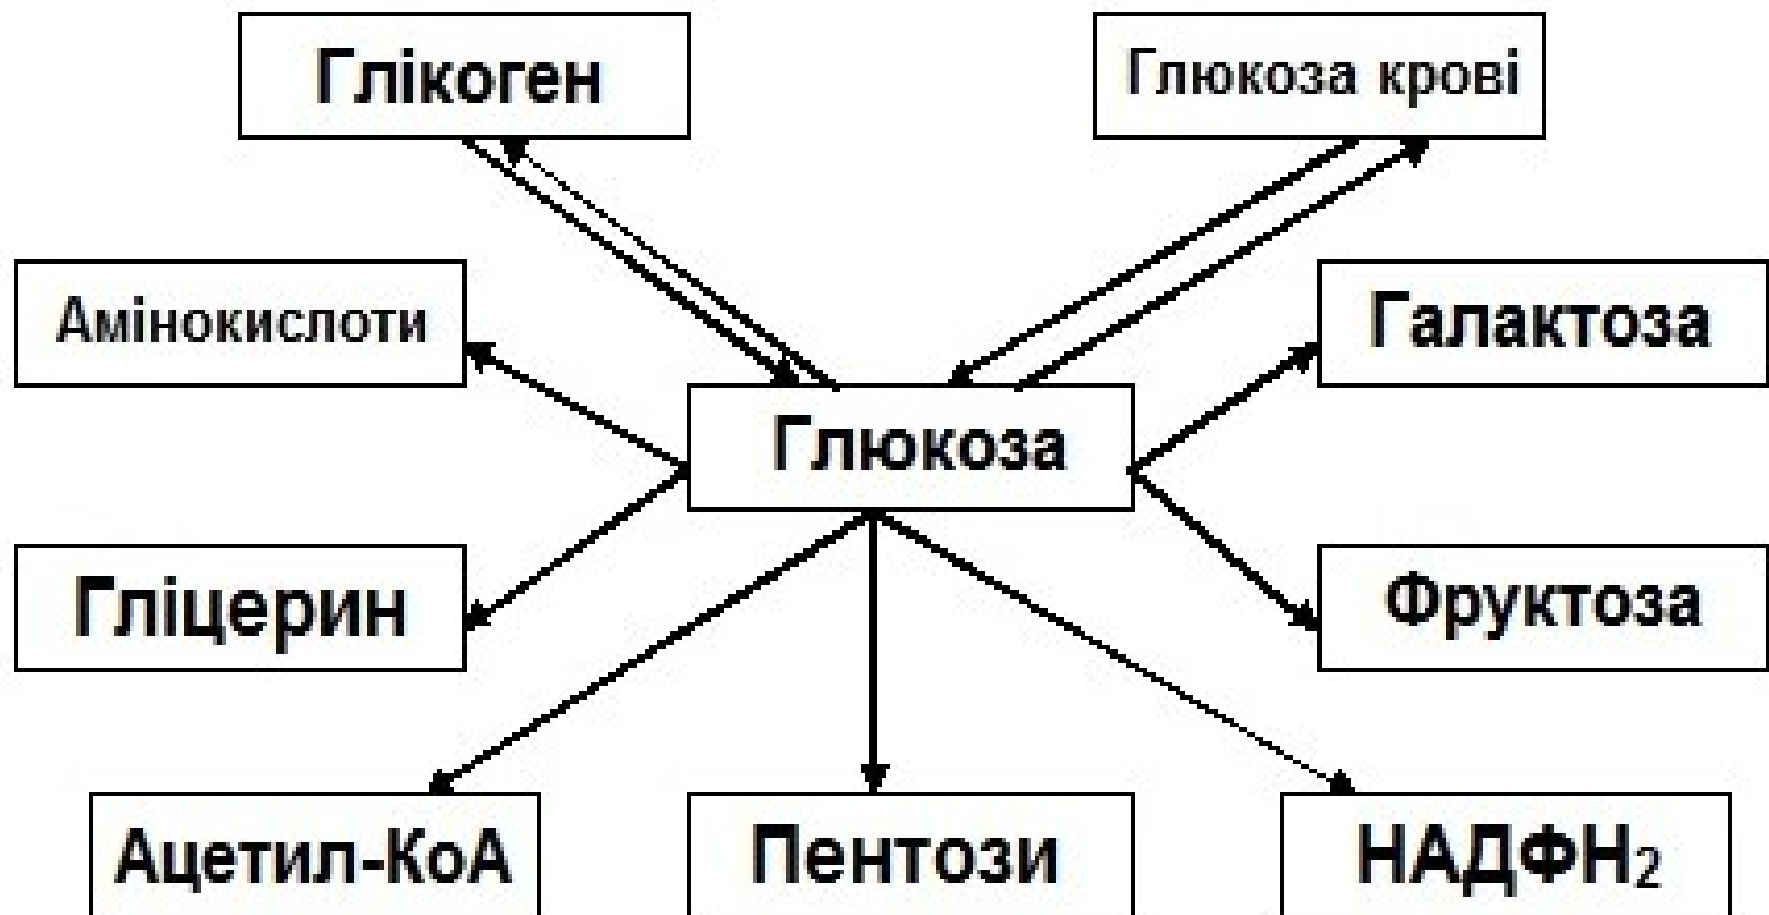 Глікоген
Глюкоза крові
Амінокислоти
Галактоза
Глюкоза
Гліцерин
Фруктоза
Ацетил-КоА
Пентози
НАДФН₂